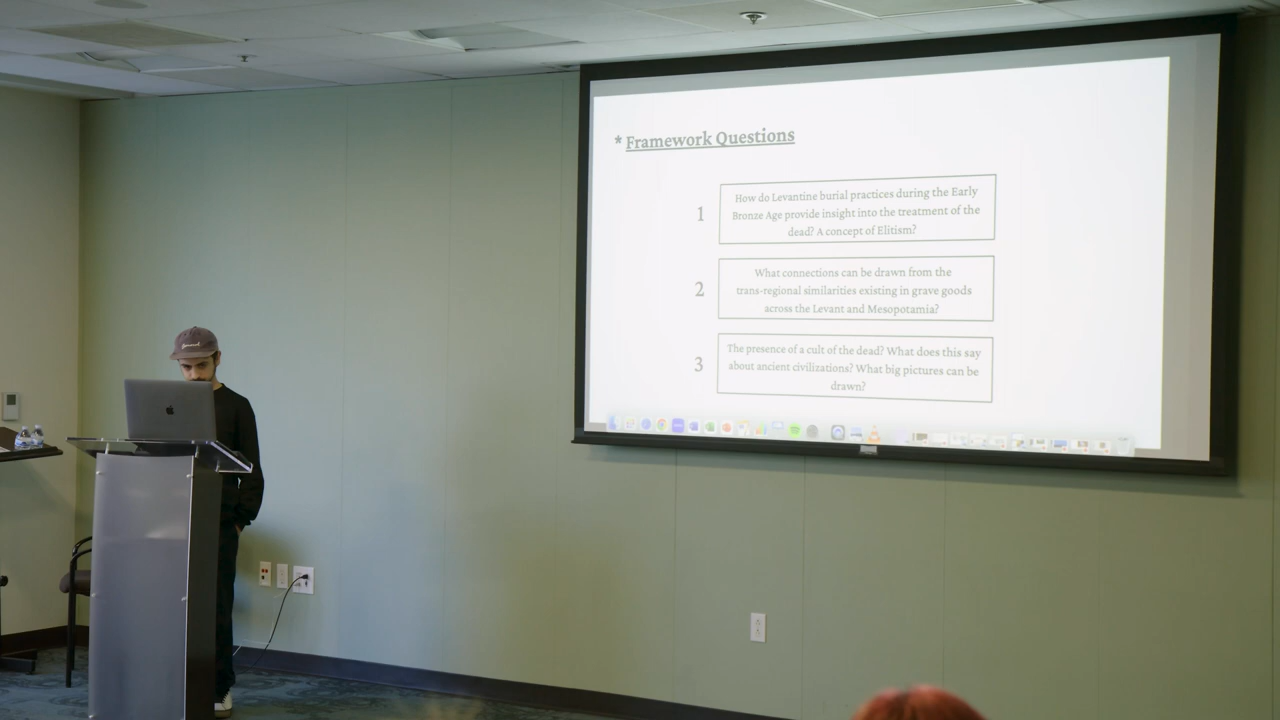 * Framework Questions
1
How do Levantine burial practices during the Early
Bronze Age provide insight into the treatment of the
dead? A concept of Elitism?
2
What connections can be drawn from the
trans-regional similarities existing in grave goods
across the Levant and Mesopotamia?
3
The presence of a cult of the dead? What does this say
about ancient civilizations? What big pictures can be
drawn?